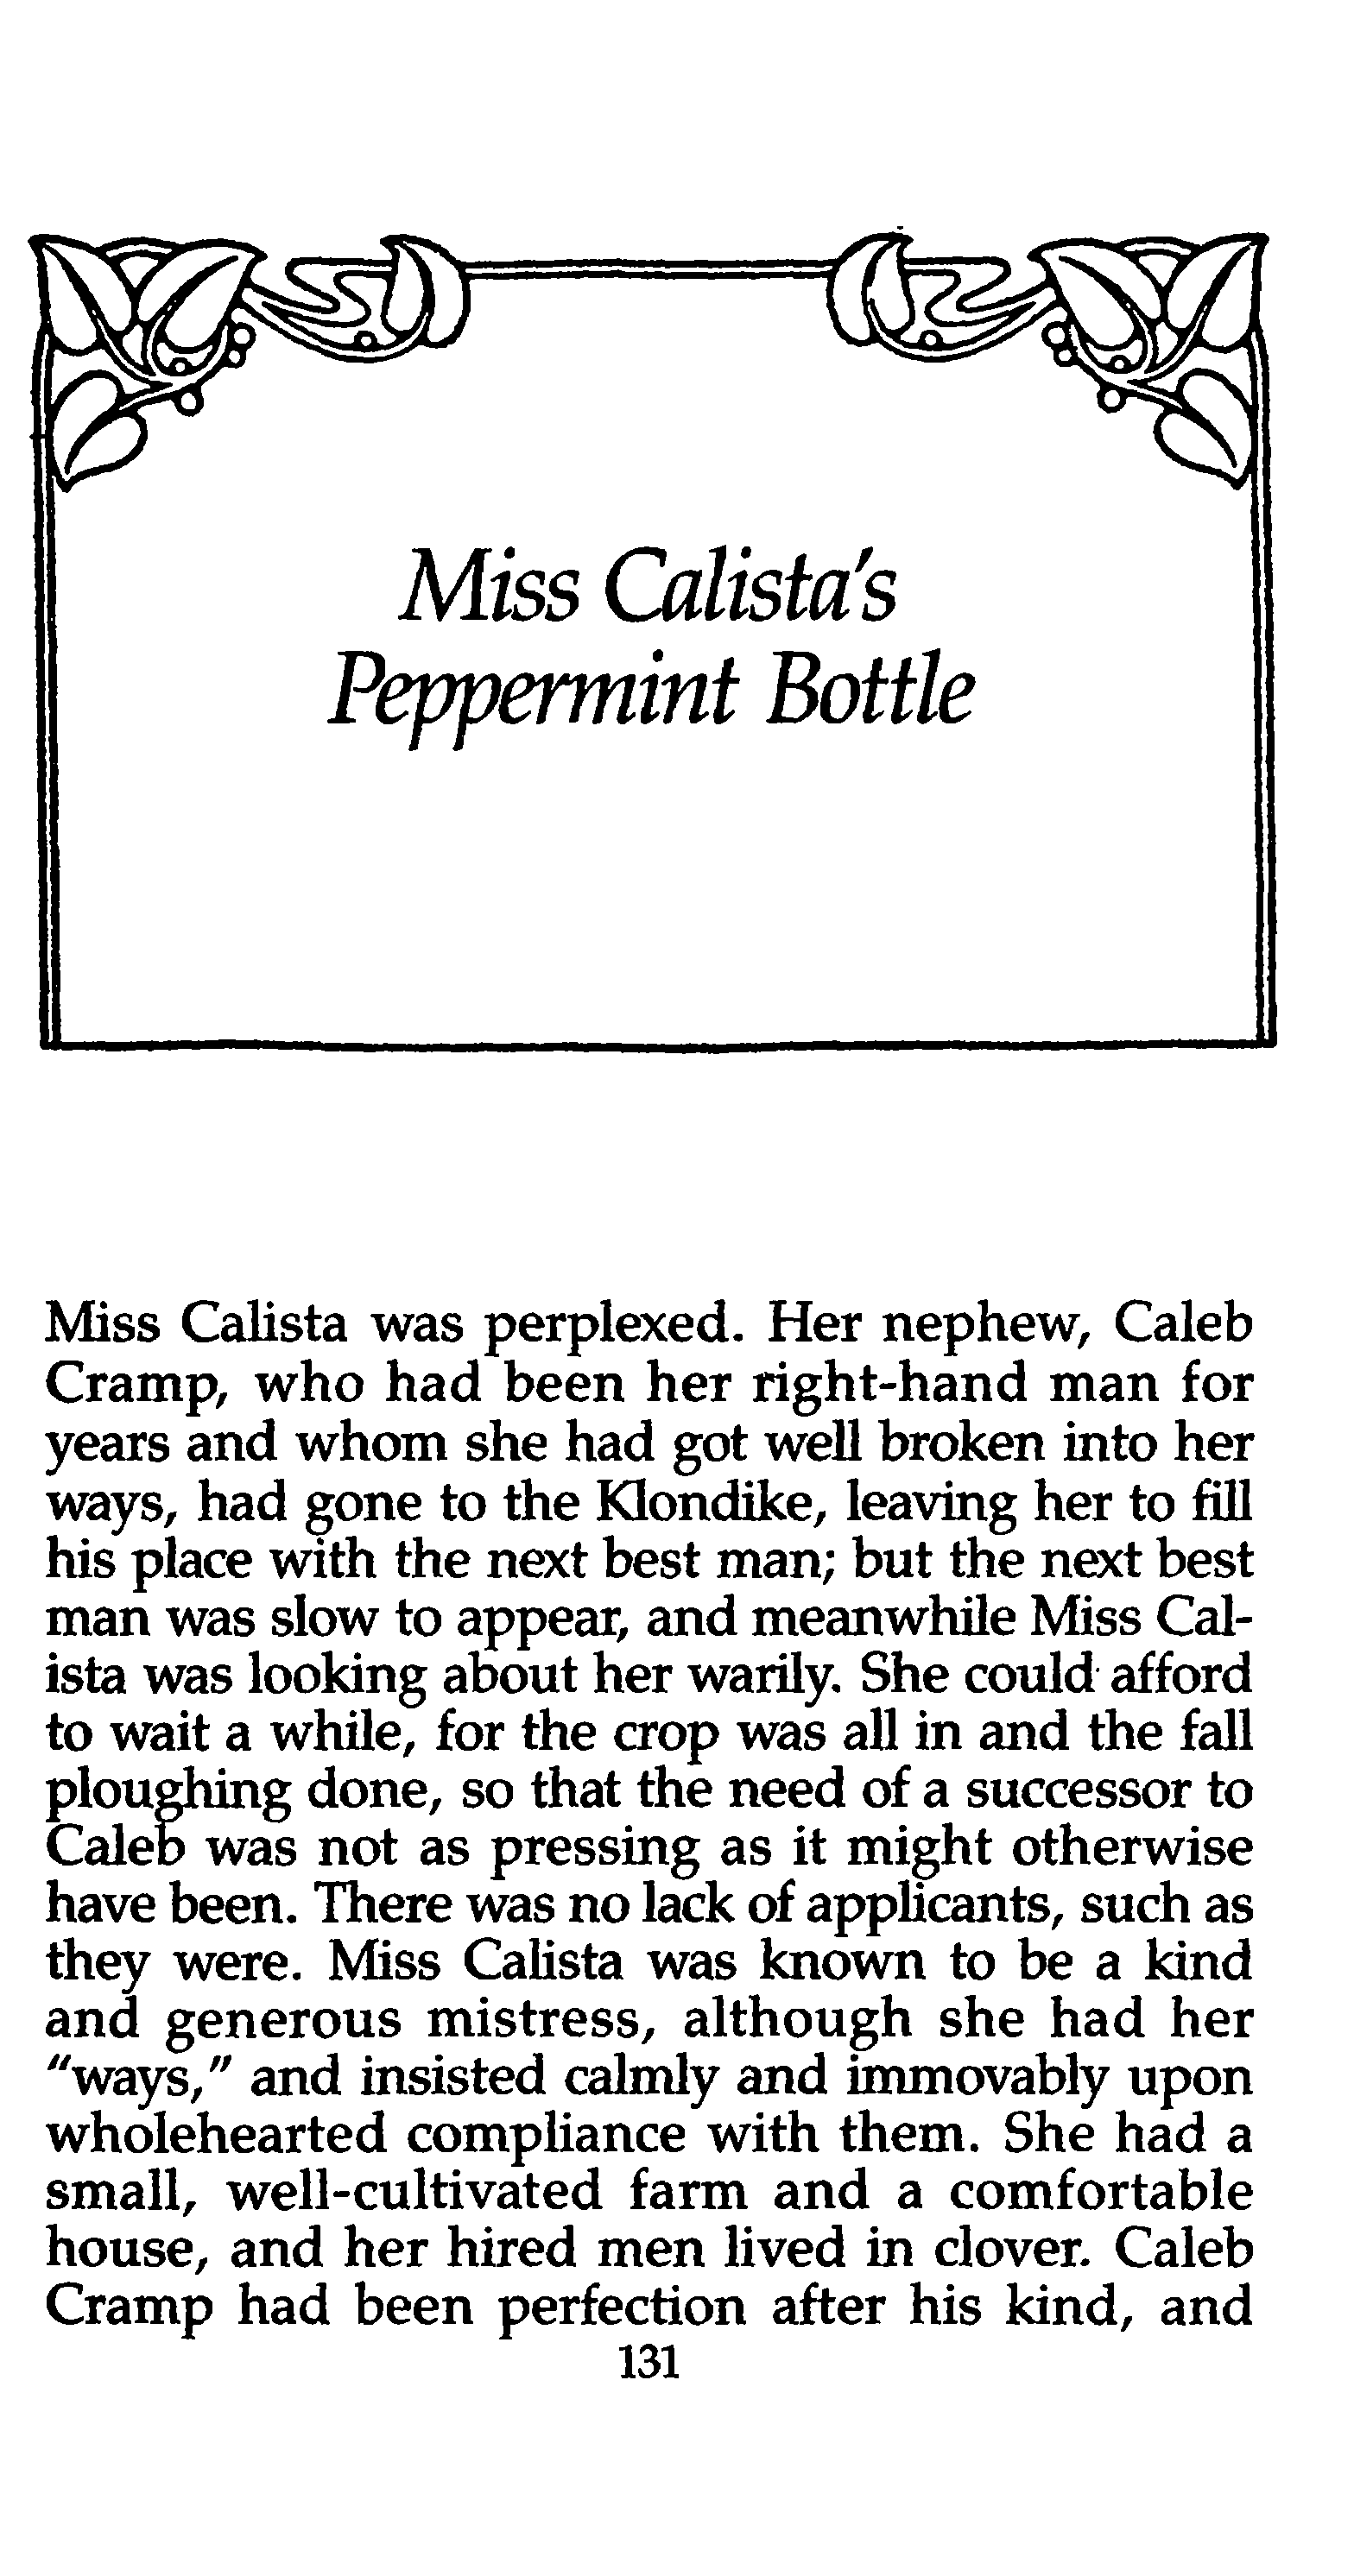 Miss Calista's
Peppermint Bottle
Miss Calista was perplexed. Her nephew, Caleb
Cramp, who had been her right-hand man for
years and whom she had got well broken into her
ways, had gone to the Klondike, leaving her to fill
his place with the next best man; but the next best
man was slow to appear, and meanwhile Miss Cal-
ista was looking about her warily. She could afford
to wait a while, for the crop was all in and the fall
ploughing done, so that the need of a successor to
Caleb was not as pressing as it might otherwise
have been. There was no lack of applicants, such as
they were. Miss Calista was known to be a kind
and generous mistress, although she had her
"ways," and insisted calmly and immovably upon
wholehearted compliance with them. She had a
small, well-cultivated farm and a comfortable
house, and her hired men lived in clover. Caleb
Cramp had been perfection after his kind, and
131